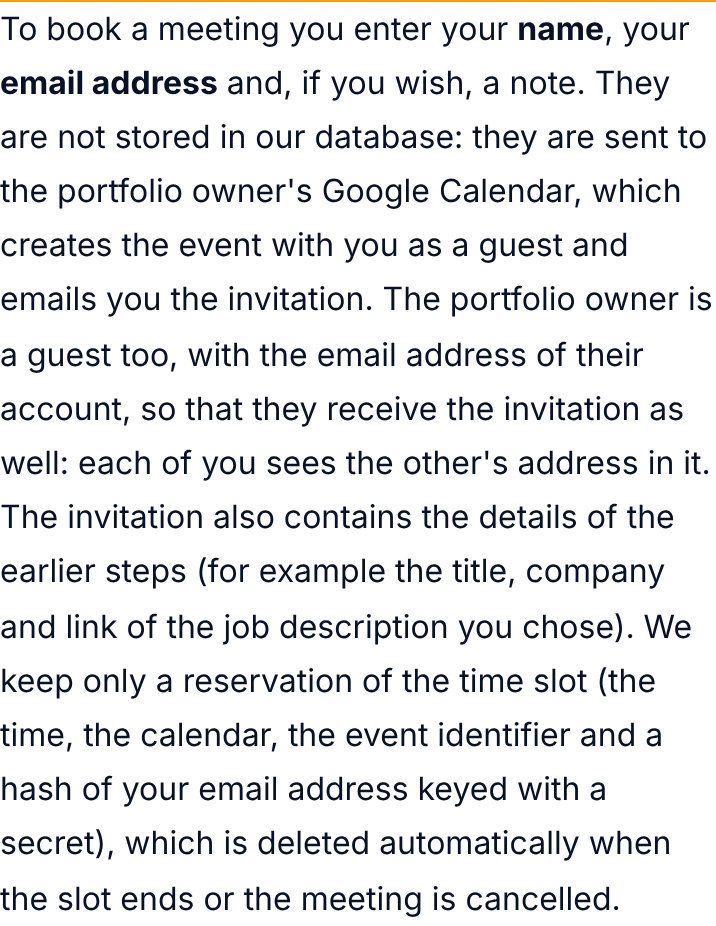 To book a meeting you enter your name, your
email address and, if you wish, a note. They
are not stored in our database: they are sent to
the portfolio owner's Google Calendar, which
creates the event with you as a guest and
emails you the invitation. The portfolio owner is
a guest too, with the email address of their
account, so that they receive the invitation as
well: each of you sees the other's address in it.
The invitation also contains the details of the
earlier steps (for example the title, company
and link of the job description you chose). We
keep only a reservation of the time slot (the
time, the calendar, the event identifier and a
hash of your email address keyed with a
secret), which is deleted automatically when
the slot ends or the meeting is cancelled.